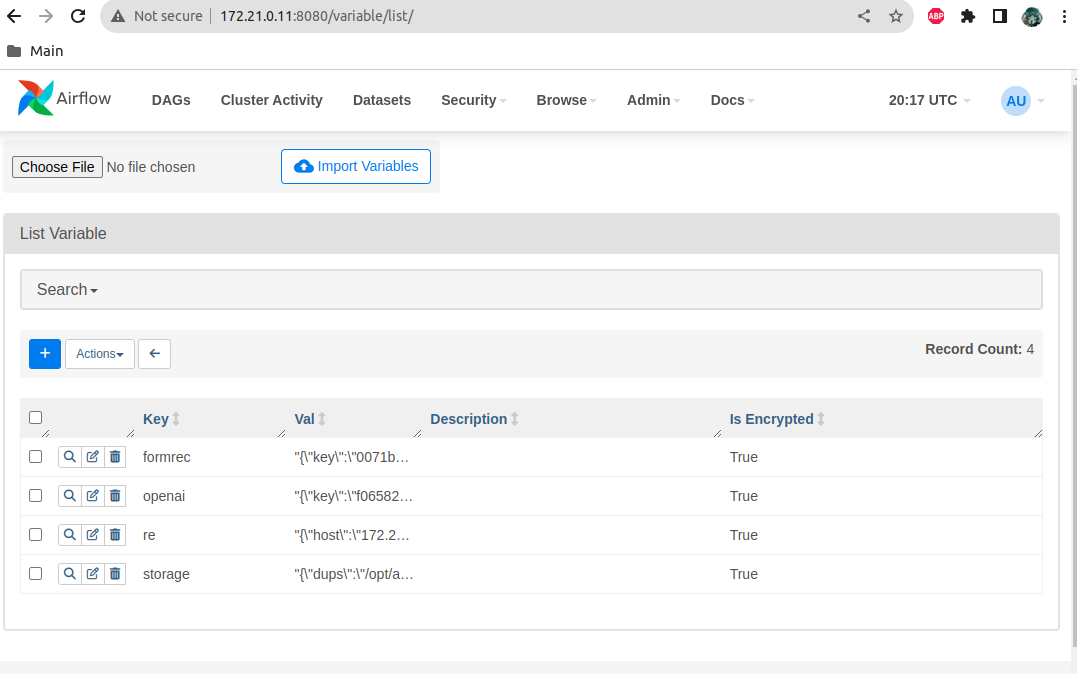 Not secure 172.21.0.11:8080/variable/list/ ABP
Main
Airflow DAGs Cluster Activity Datasets Security Browse Admin Docs 20:17 UTC AU
Choose File No file chosen Import Variables
List Variable
Search
+ Actions Record Count: 4
Key Val Description Is Encrypted
formrec "{\"key\":\"0071b… True
openai "{\"key\":\"f06582… True
re "{\"host\":\"172.2… True
storage "{\"dups\":\"/opt/a… True